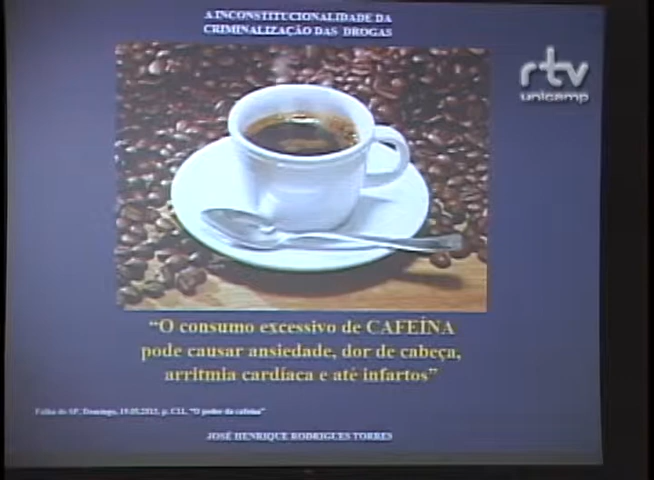 A INCONSTITUCIONALIDADE DA
CRIMINALIZAÇÃO DAS DROGAS
rtv
unicamp
“O consumo excessivo de CAFEÍNA
pode causar ansiedade, dor de cabeça,
arritmia cardíaca e até infartos”
Folha de SP, Domingo, p. C11, “O poder da cafeína”
JOSÉ HENRIQUE RODRIGUES TORRES